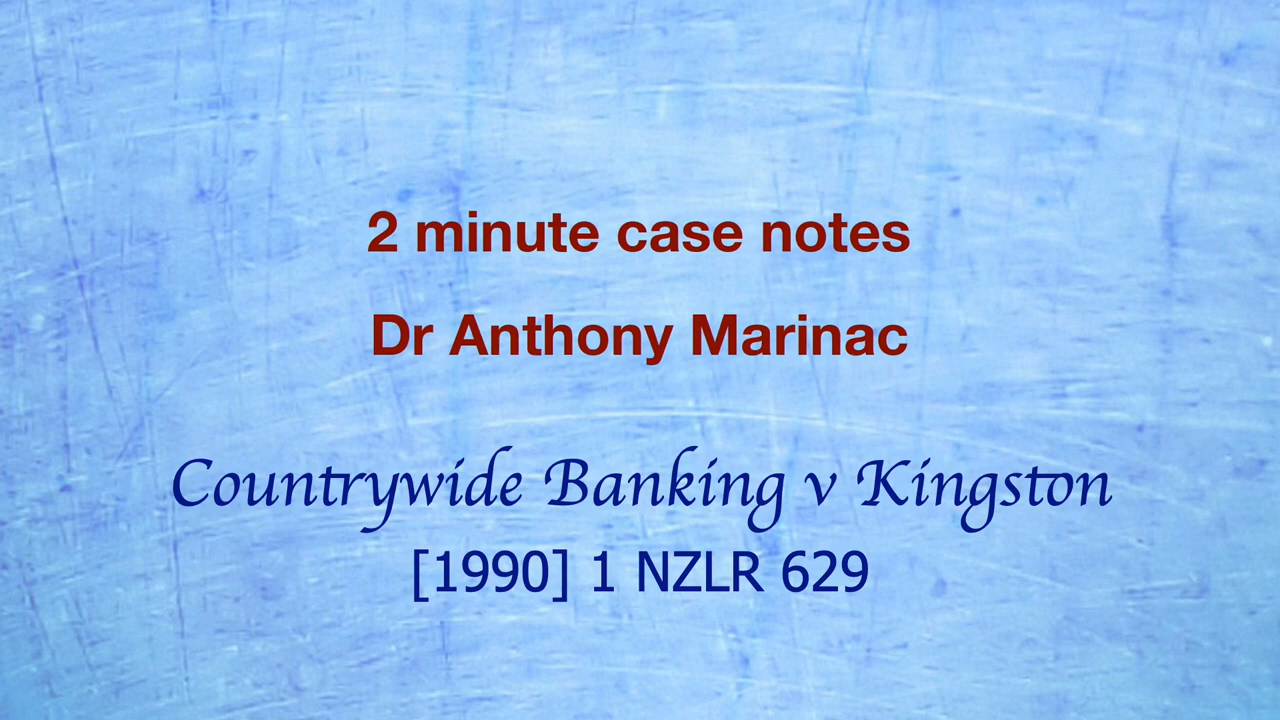 2 minute case notes
Dr Anthony Marinac
Countrywide Banking v Kingston
[1990] 1 NZLR 629